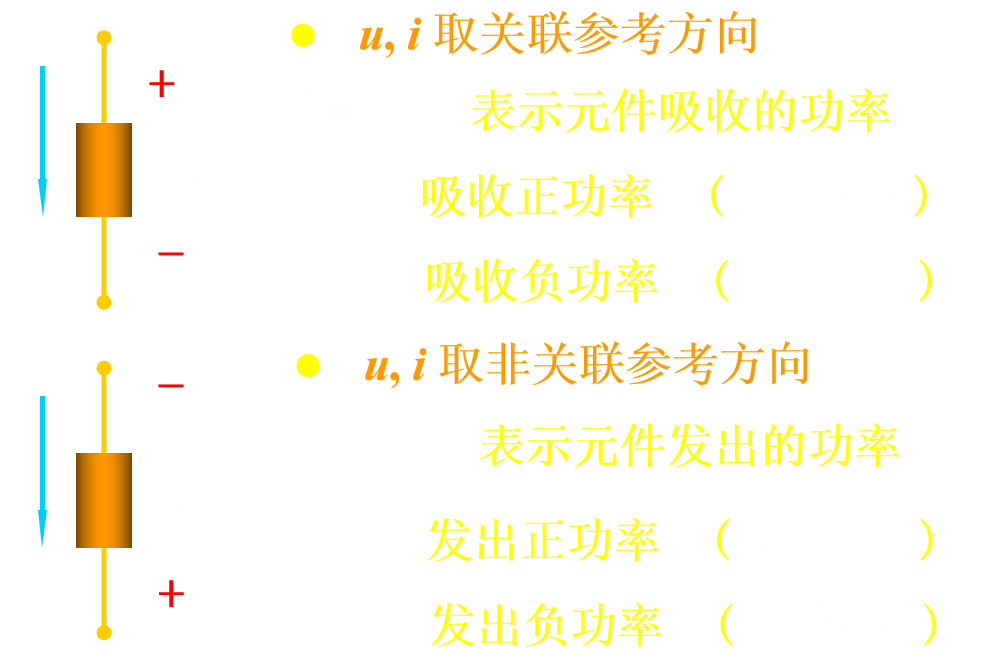 +
u, i 取关联参考方向
表示元件吸收的功率
吸收正功率 （ ）
−
吸收负功率 （ ）
−
u, i 取非关联参考方向
表示元件发出的功率
发出正功率 （ ）
+
发出负功率 （ ）